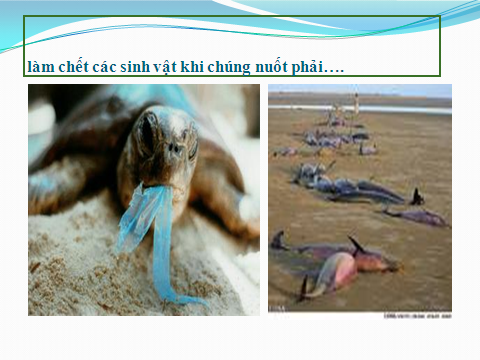 làm chết các sinh vật khi chúng nuốt phải….